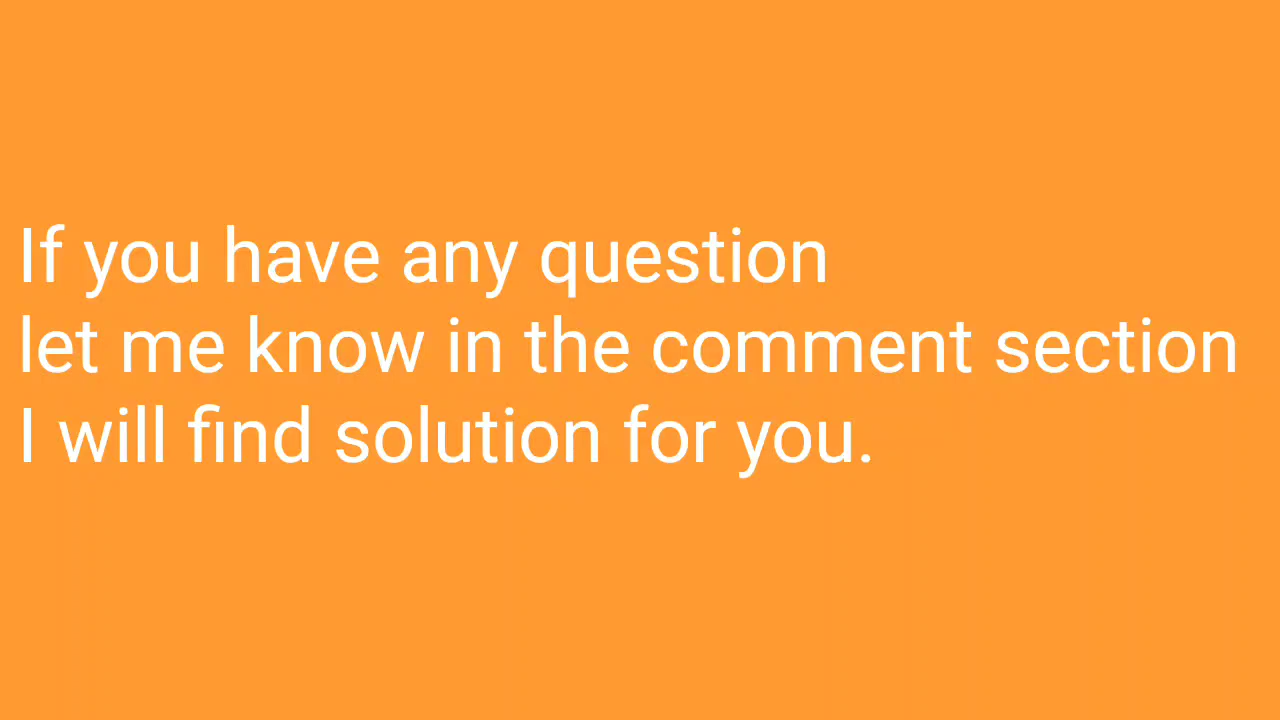 If you have any question
let me know in the comment section
I will find solution for you.